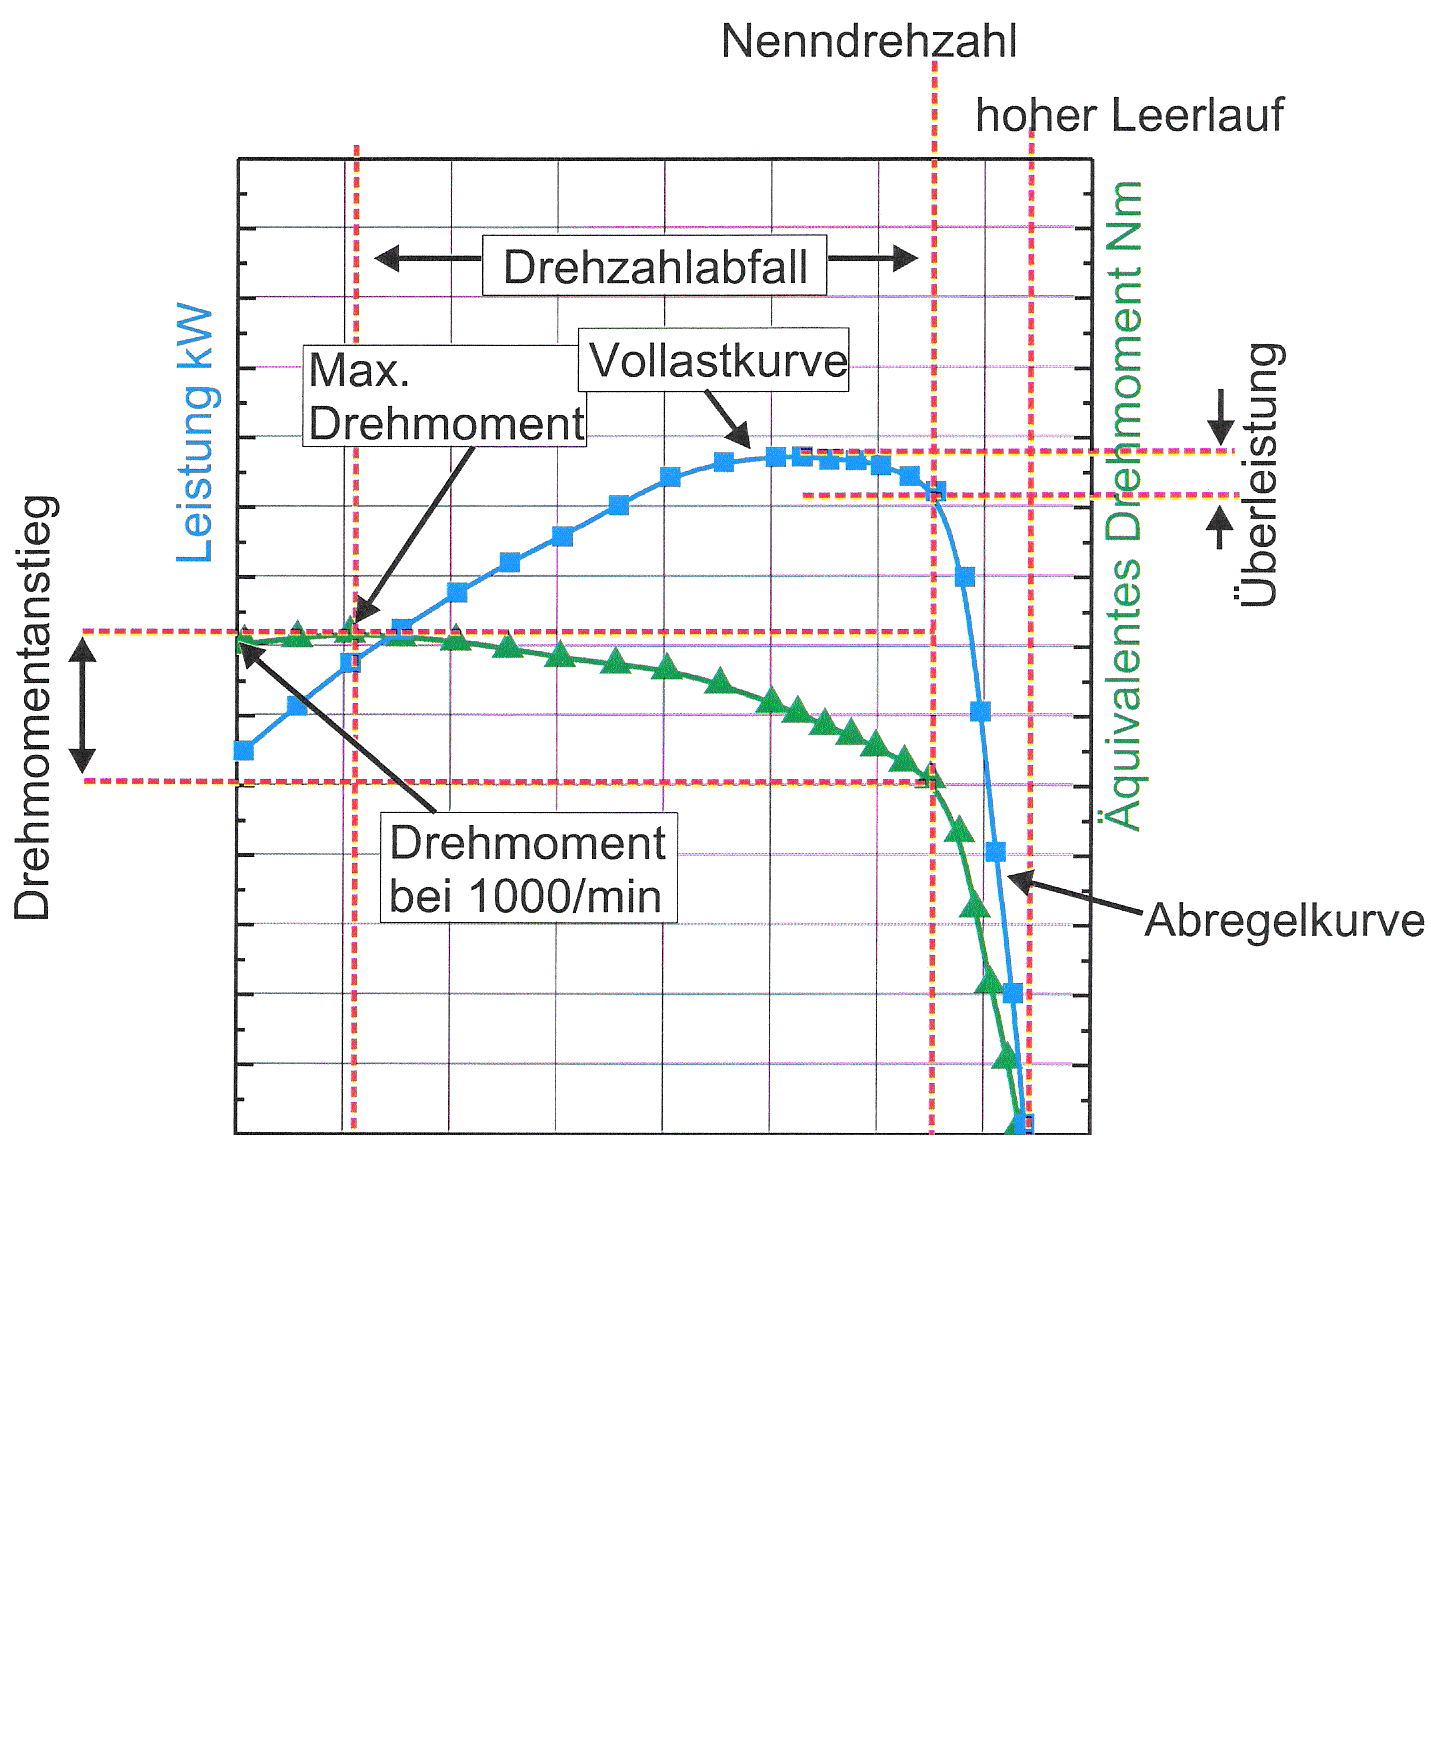 Nenndrehzahl
hoher Leerlauf
Drehzahlabfall
Vollastkurve
Max.
Drehmoment
Leistung kW
Äquivalentes Drehmoment Nm
Überleistung
Drehmomentanstieg
Drehmoment
bei 1000/min
Abregelkurve